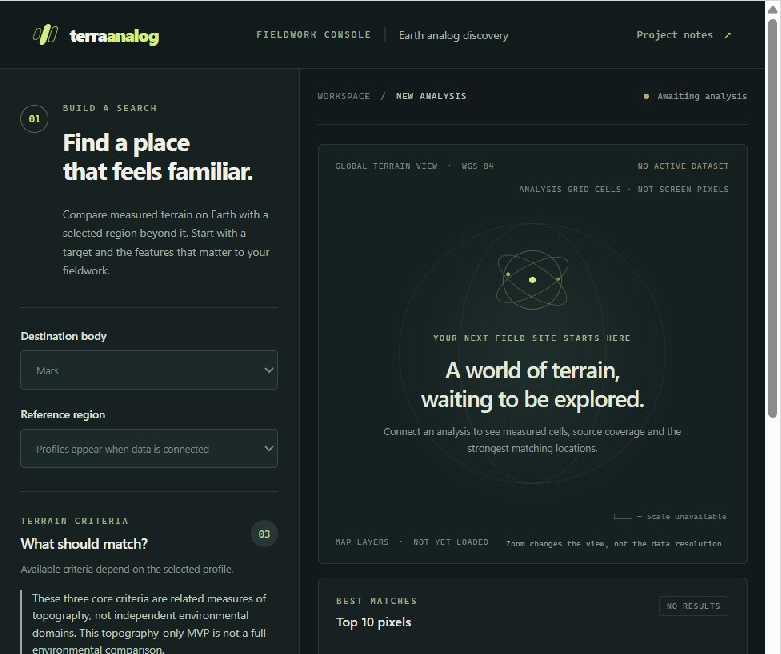 terraanalog
FIELDWORK CONSOLE
Earth analog discovery
Project notes ↗
01
BUILD A SEARCH
Find a place
that feels familiar.
Compare measured terrain on Earth with a
selected region beyond it. Start with a
target and the features that matter to your
fieldwork.
Destination body
Mars
Reference region
Profiles appear when data is connected
TERRAIN CRITERIA
03
What should match?
Available criteria depend on the selected profile.
These three core criteria are related measures of
topography, not independent environmental
domains. This topography-only MVP is not a full
environmental comparison.
WORKSPACE / NEW ANALYSIS
Awaiting analysis
GLOBAL TERRAIN VIEW · WGS 84
NO ACTIVE DATASET
ANALYSIS GRID CELLS · NOT SCREEN PIXELS
YOUR NEXT FIELD SITE STARTS HERE
A world of terrain,
waiting to be explored.
Connect an analysis to see measured cells, source coverage and the
strongest matching locations.
— Scale unavailable
MAP LAYERS · NOT YET LOADED
Zoom changes the view, not the data resolution.
BEST MATCHES
NO RESULTS
Top 10 pixels